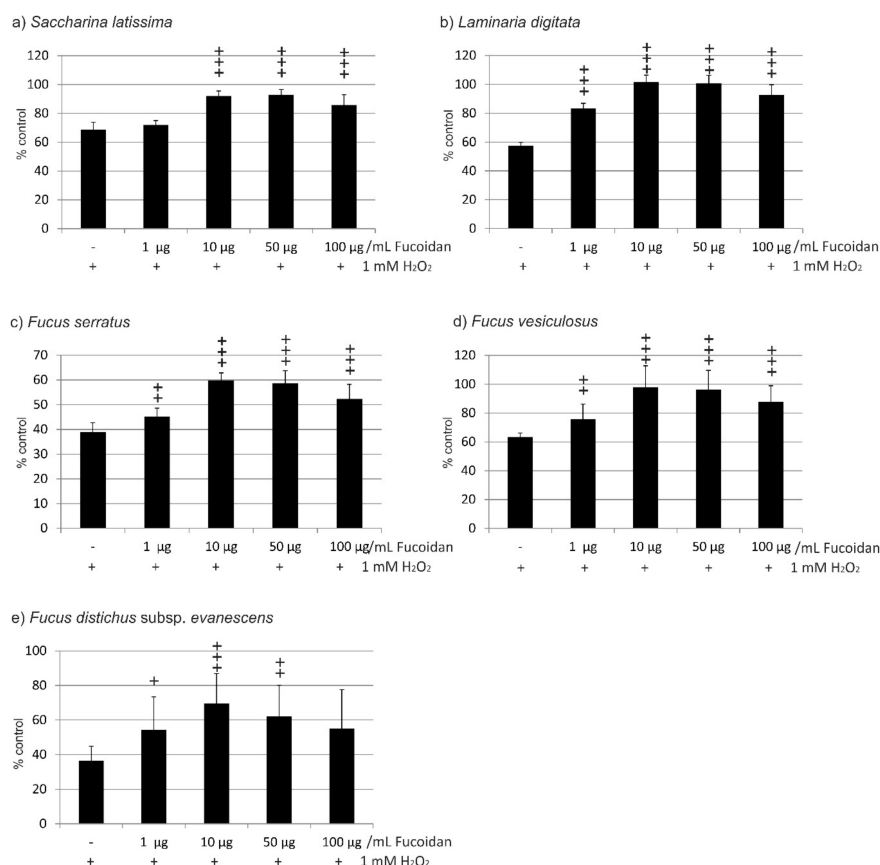 a) Saccharina latissima
+ + +
+ + +
+ + +
120
100
80
60
40
20
0
% control
- 1 µg 10 µg 50 µg 100 µg /mL Fucoidan
+ + + + + 1 mM H₂O₂
b) Laminaria digitata
+ + + +
+ + + +
+ + + +
120
100
80
60
40
20
0
% control
- 1 µg 10 µg 50 µg 100 µg /mL Fucoidan
+ + + + + 1 mM H₂O₂
c) Fucus serratus
+ + +
+ + + +
+ + + +
70
60
50
40
30
20
10
0
% control
- 1 µg 10 µg 50 µg 100 µg /mL Fucoidan
+ + + + + 1 mM H₂O₂
d) Fucus vesiculosus
+ + +
+ + + +
+ + + +
120
100
80
60
40
20
0
% control
- 1 µg 10 µg 50 µg 100 µg /mL Fucoidan
+ + + + + 1 mM H₂O₂
e) Fucus distichus subsp. evanescens
+
+ +
+ + +
100
80
60
40
20
0
% control
- 1 µg 10 µg 50 µg 100 µg /mL Fucoidan
+ + + + + 1 mM H₂O₂